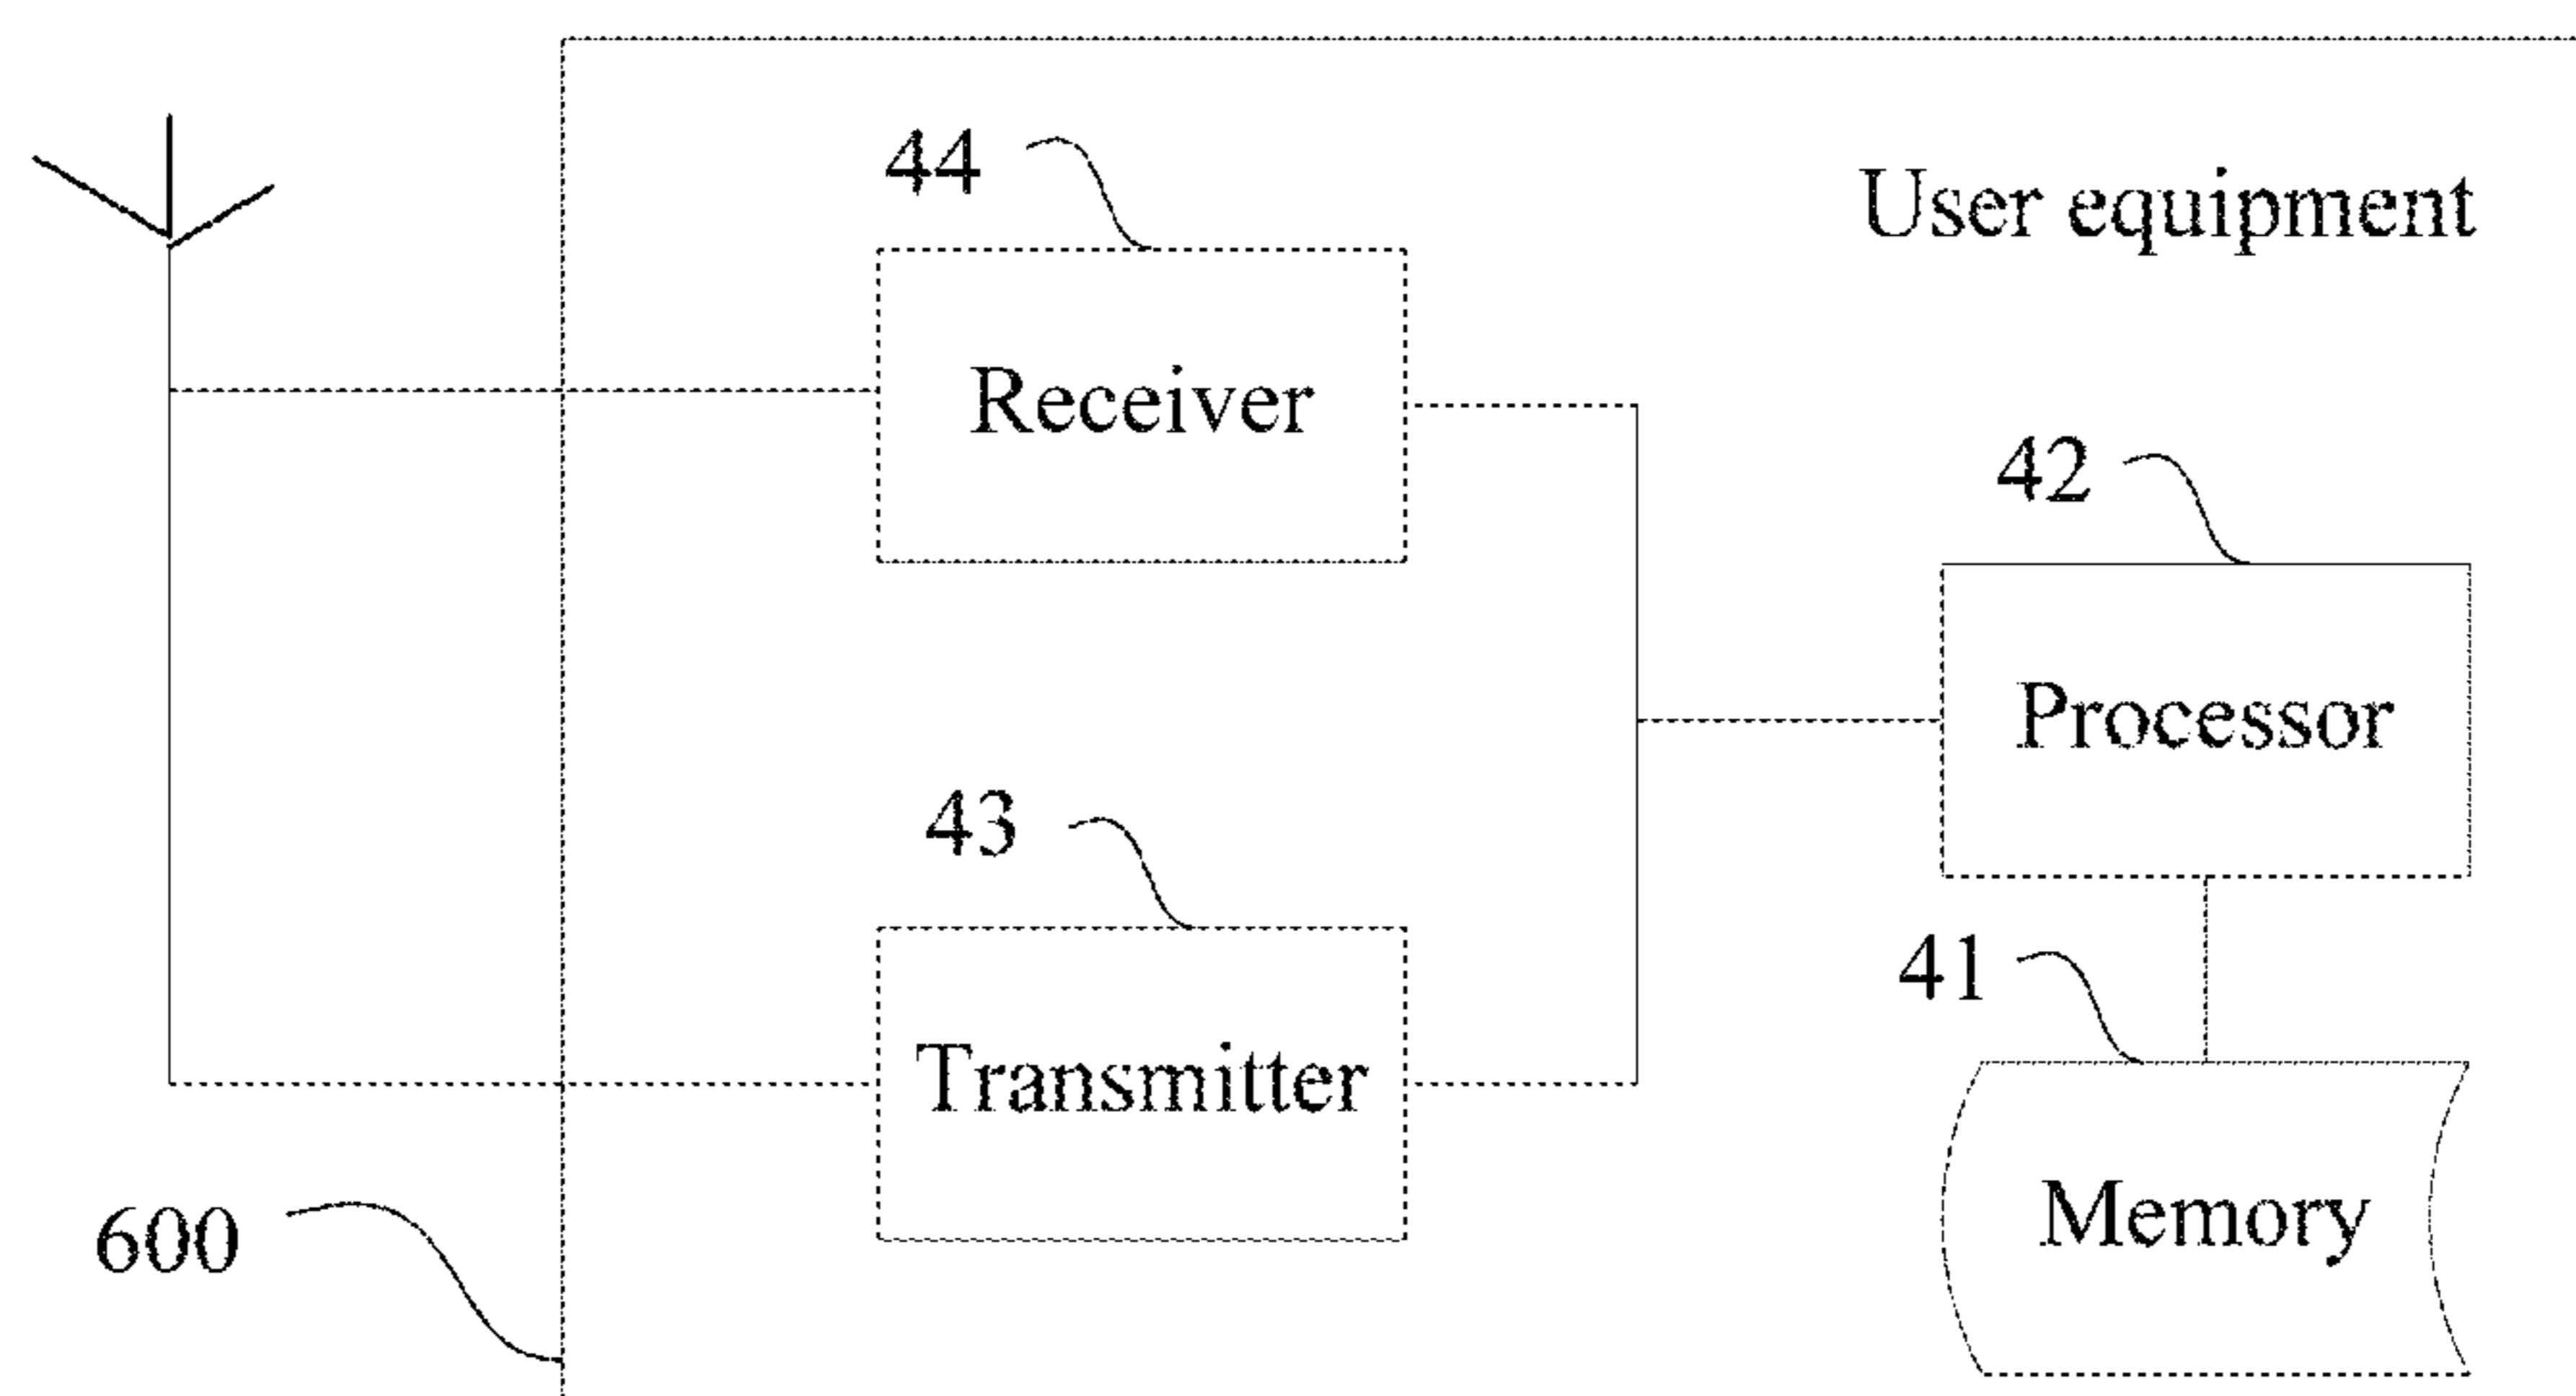 44
User equipment
Receiver
42
Processor
43
41
Transmitter
Memory
600